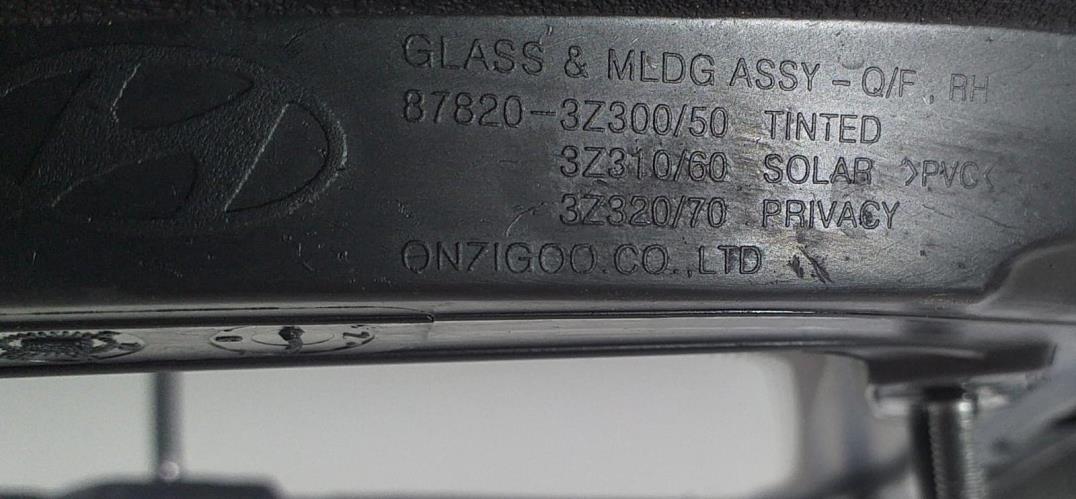 GLASS & MLDG ASSY - Q/F, RH
87820-3Z300/50 TINTED
3Z310/60 SOLAR >PVC<
3Z320/70 PRIVACY
ONZIGOO.CO.,LTD